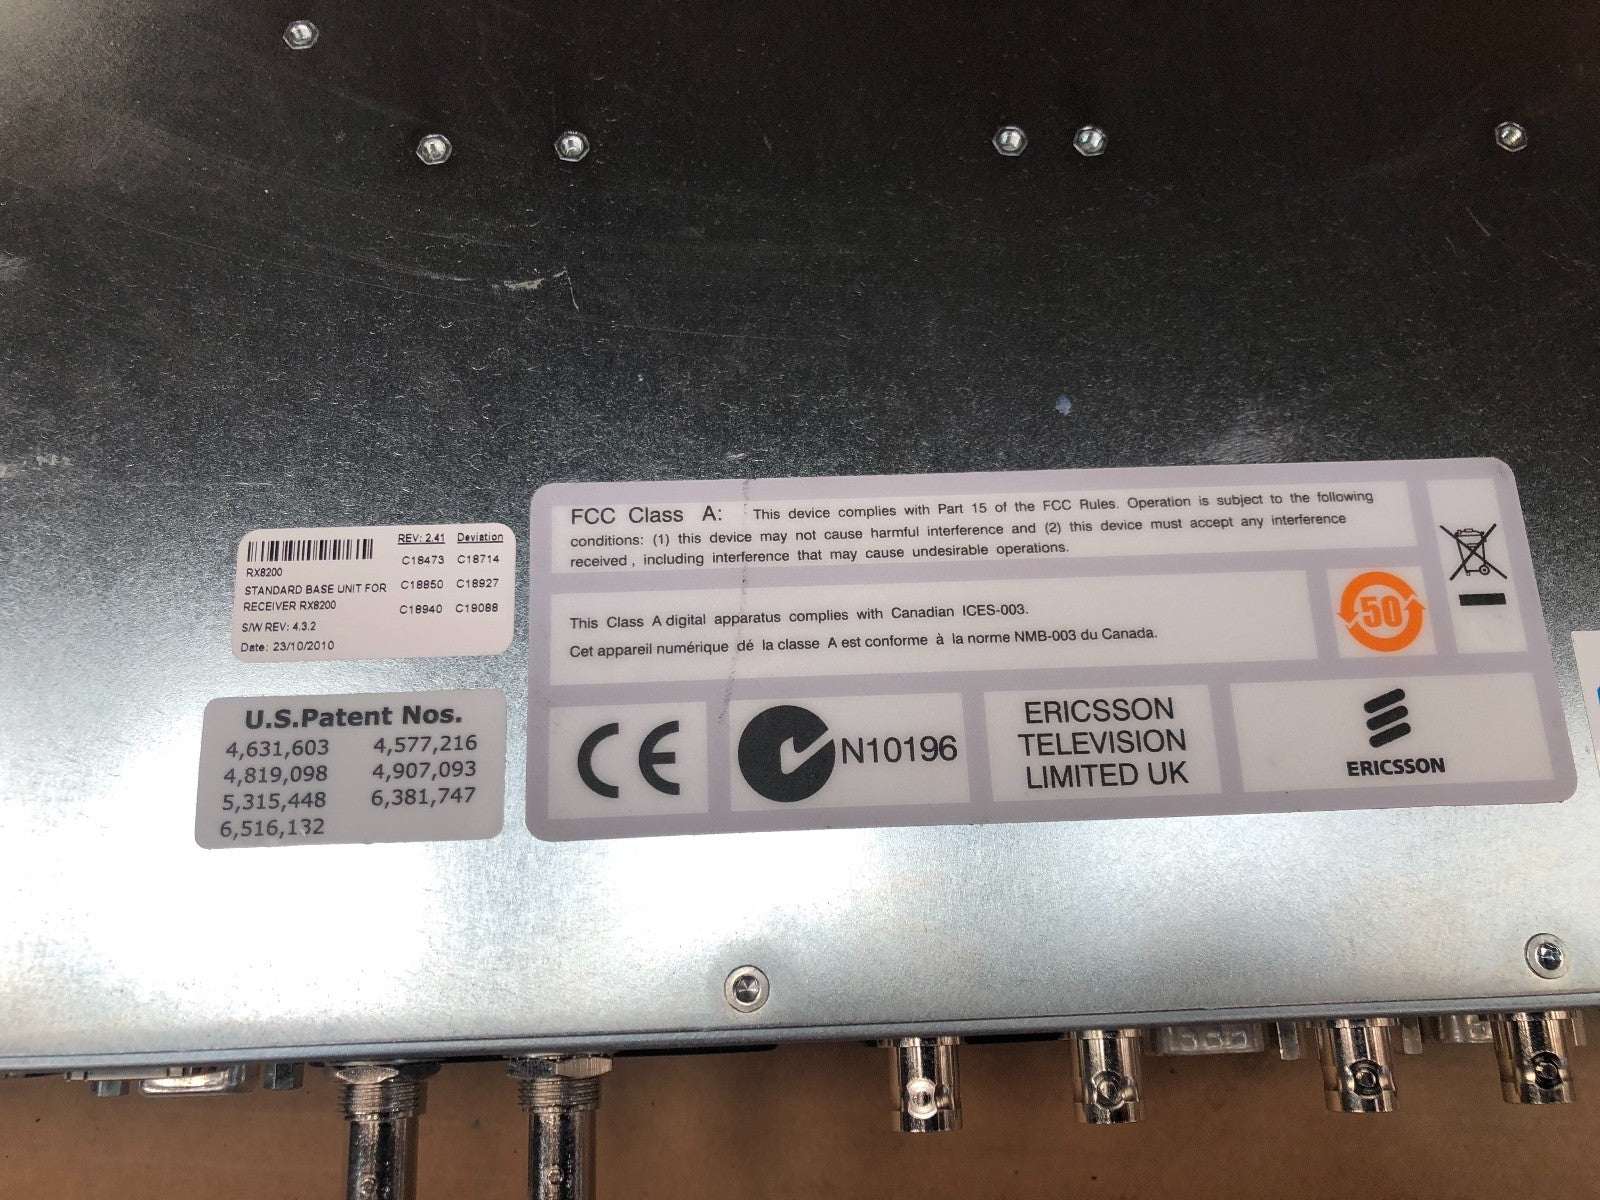 REV: 2.41 Deviation
RX8200
C18473 C18714
STANDARD BASE UNIT FOR
C18850 C18927
RECEIVER RX8200
C18940 C19088
S/W REV: 4.3.2
Date: 23/10/2010
U.S.Patent Nos.
4,631,603 4,577,216
4,819,098 4,907,093
5,315,448 6,381,747
6,516,132
FCC Class A: This device complies with Part 15 of the FCC Rules. Operation is subject to the following
conditions: (1) this device may not cause harmful interference and (2) this device must accept any interference
received, including interference that may cause undesirable operations.
This Class A digital apparatus complies with Canadian ICES-003.
Cet appareil numérique dé la classe A est conforme à la norme NMB-003 du Canada.
50
CE
N10196
ERICSSON
TELEVISION
LIMITED UK
ERICSSON